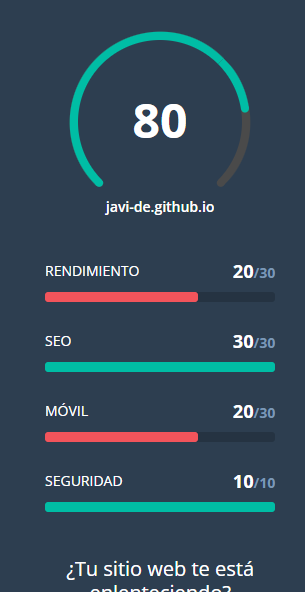 80
javi-de.github.io
RENDIMIENTO 20/30
SEO 30/30
MÓVIL 20/30
SEGURIDAD 10/10
¿Tu sitio web te está
enlenteciendo?